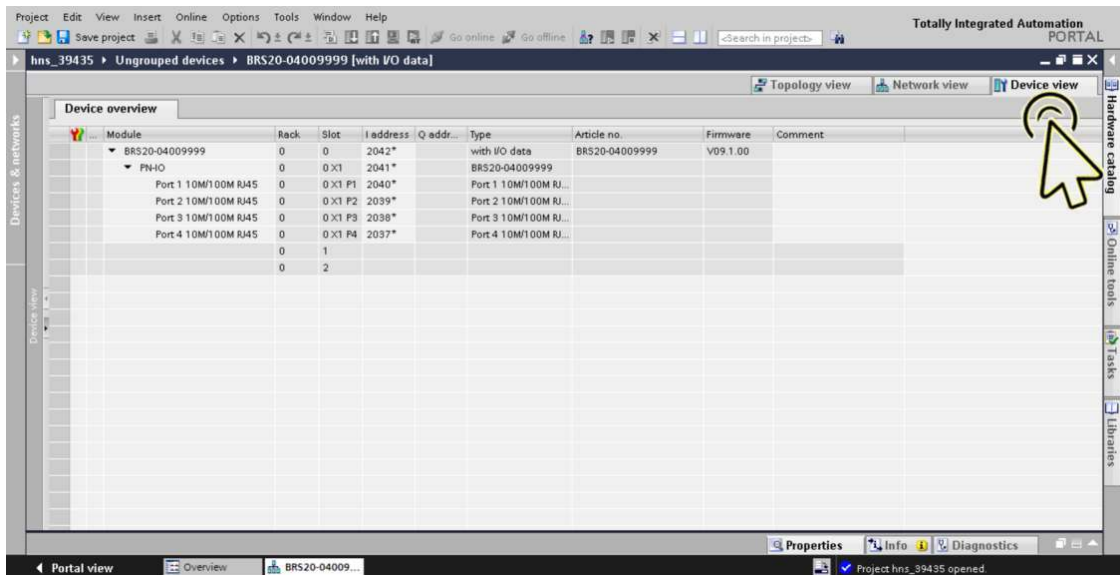 Project Edit View Insert Online Options Tools Window Help
Totally Integrated Automation
PORTAL
Save project Go online Go offline <Search in project>
hns_39435 ▸ Ungrouped devices ▸ BRS20-04009999 [with I/O data]
Topology view Network view Device view
Device overview
... Module Rack Slot I address Q addr... Type Article no. Firmware Comment
BRS20-04009999 0 0 2042* with I/O data BRS20-04009999 V09.1.00
PN-IO 0 0 X1 2041* BRS20-04009999
Port 1 10M/100M RJ45 0 0 X1 P1 2040* Port 1 10M/100M RJ...
Port 2 10M/100M RJ45 0 0 X1 P2 2039* Port 2 10M/100M RJ...
Port 3 10M/100M RJ45 0 0 X1 P3 2038* Port 3 10M/100M RJ...
Port 4 10M/100M RJ45 0 0 X1 P4 2037* Port 4 10M/100M RJ...
0 1
0 2
Devices & networks
Device view
Hardware catalog
Online tools
Tasks
Libraries
Properties Info Diagnostics
Portal view Overview BRS20-04009... Project hns_39435 opened.